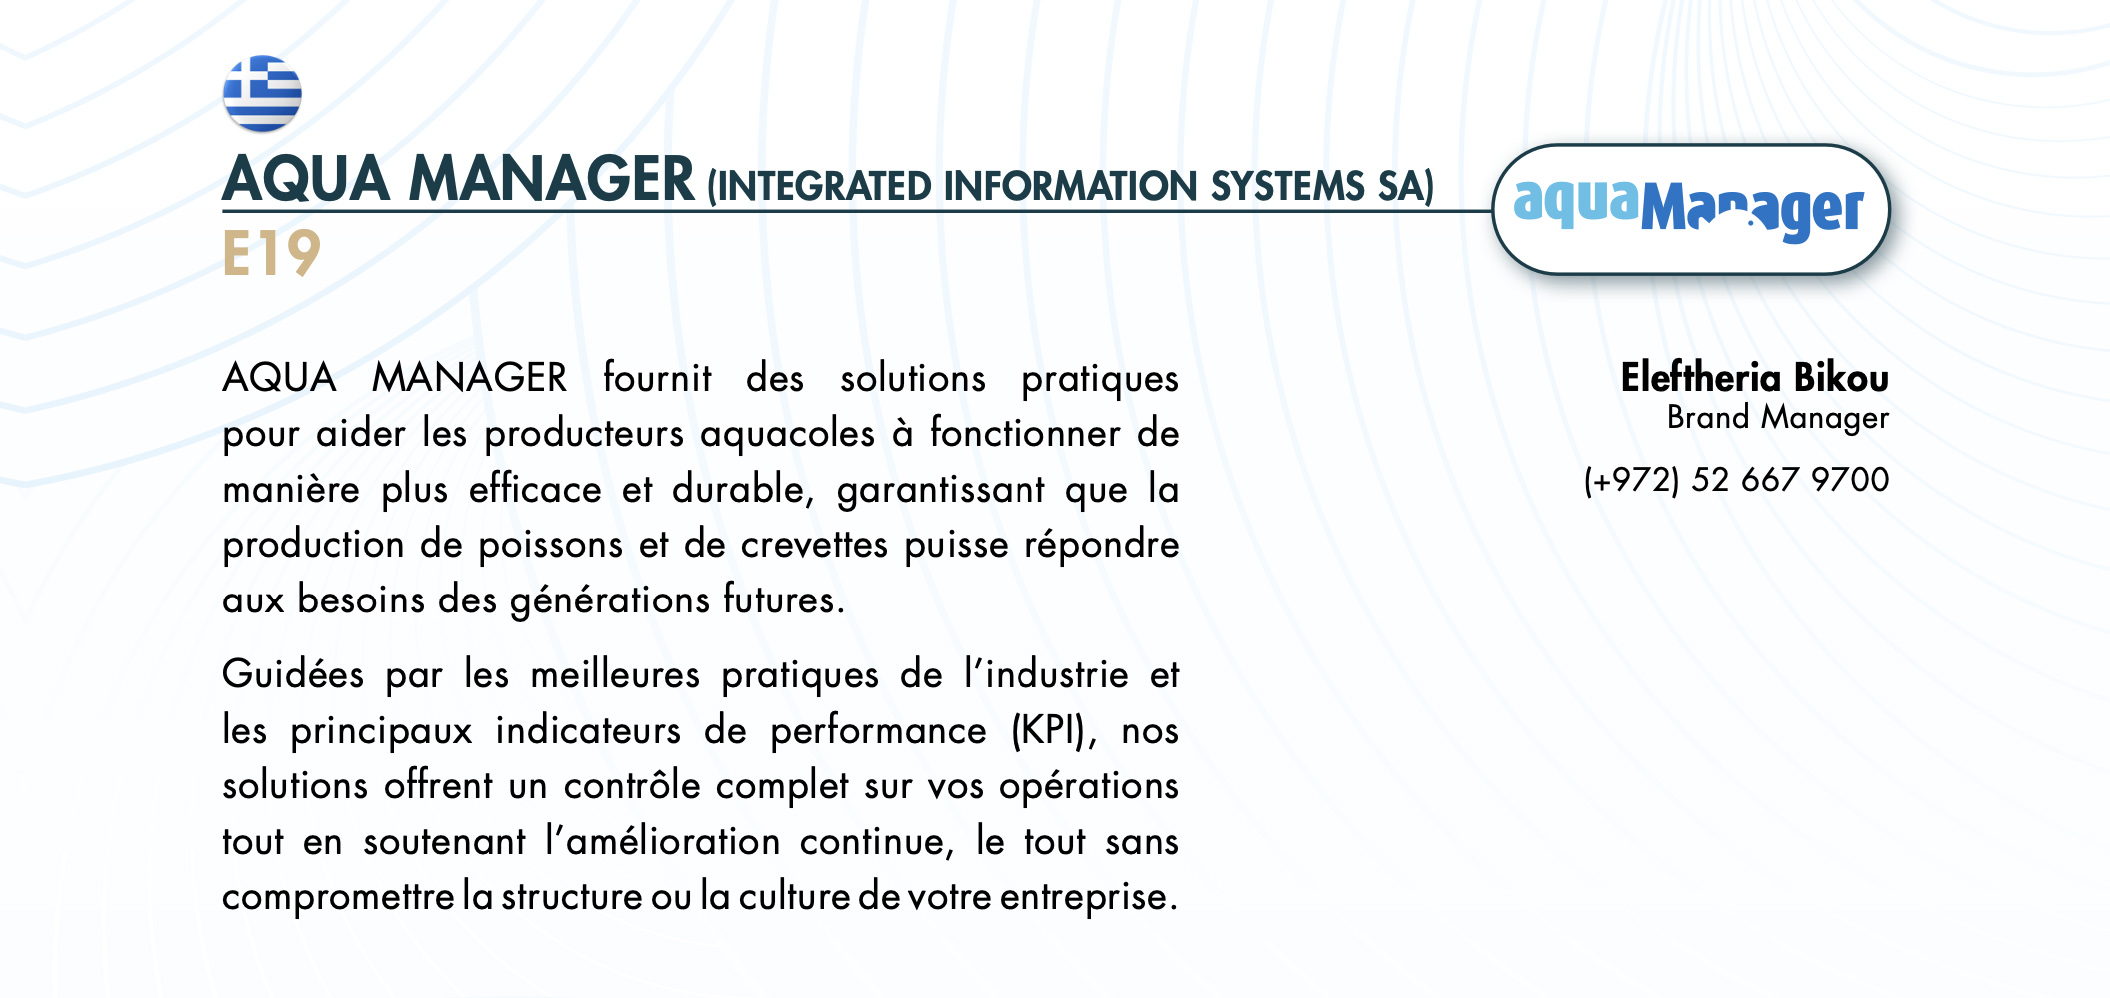 AQUA MANAGER (INTEGRATED INFORMATION SYSTEMS SA)
aquaManager
E19
AQUA MANAGER fournit des solutions pratiques
pour aider les producteurs aquacoles à fonctionner de
manière plus efficace et durable, garantissant que la
production de poissons et de crevettes puisse répondre
aux besoins des générations futures.
Guidées par les meilleures pratiques de l’industrie et
les principaux indicateurs de performance (KPI), nos
solutions offrent un contrôle complet sur vos opérations
tout en soutenant l’amélioration continue, le tout sans
compromettre la structure ou la culture de votre entreprise.
Eleftheria Bikou
Brand Manager
(+972) 52 667 9700